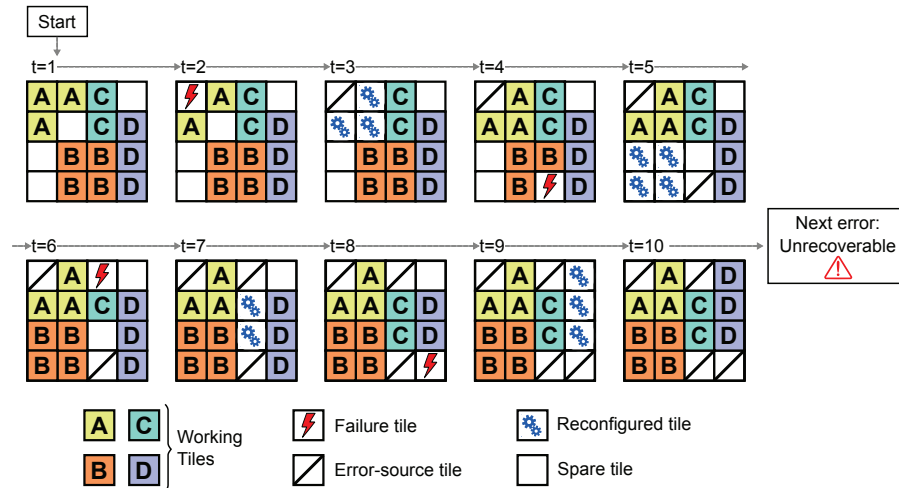 Start
t=1 t=2 t=3 t=4 t=5
A A C A C C A C A C
A C D A C D C D A A C D A A C D
B B D B B D B B D B B D D
B B D B B D B B D B D D
Next error:
Unrecoverable
t=6 t=7 t=8 t=9 t=10
A A A A A D
A A C D A A D A A C D A A C A A C D
B B D B B D B B C D B B C B B C D
B B D B B D B B B B B B
A C
B D
Working
Tiles
Failure tile
Error-source tile
Reconfigured tile
Spare tile